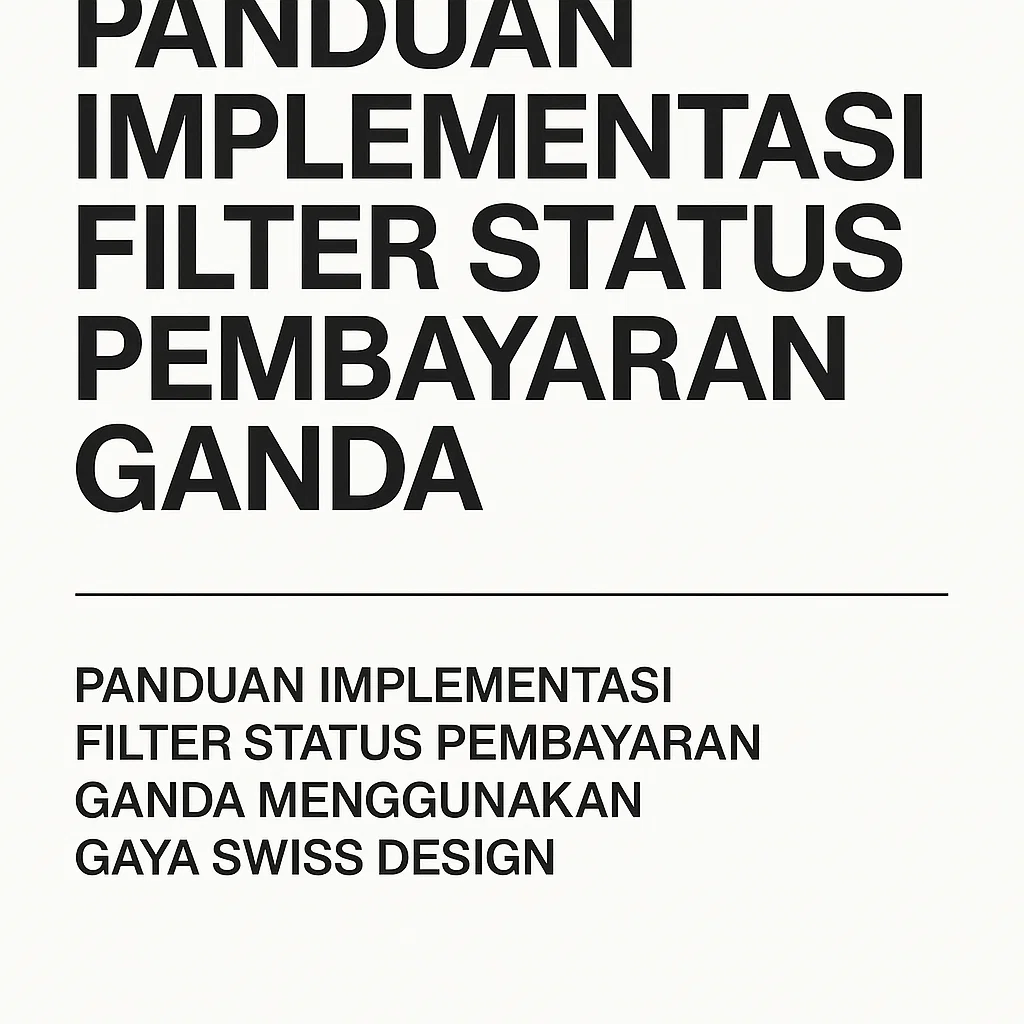 PANDUAN
IMPLEMENTASI
FILTER STATUS
PEMBAYARAN
GANDA
PANDUAN IMPLEMENTASI
FILTER STATUS PEMBAYARAN
GANDA MENGGUNAKAN
GAYA SWISS DESIGN